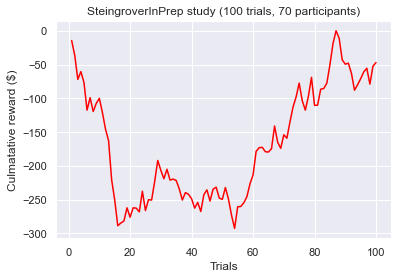 SteingroverInPrep study (100 trials, 70 participants)
Culmatative reward ($)
0
−50
−100
−150
−200
−250
−300
0 20 40 60 80 100
Trials